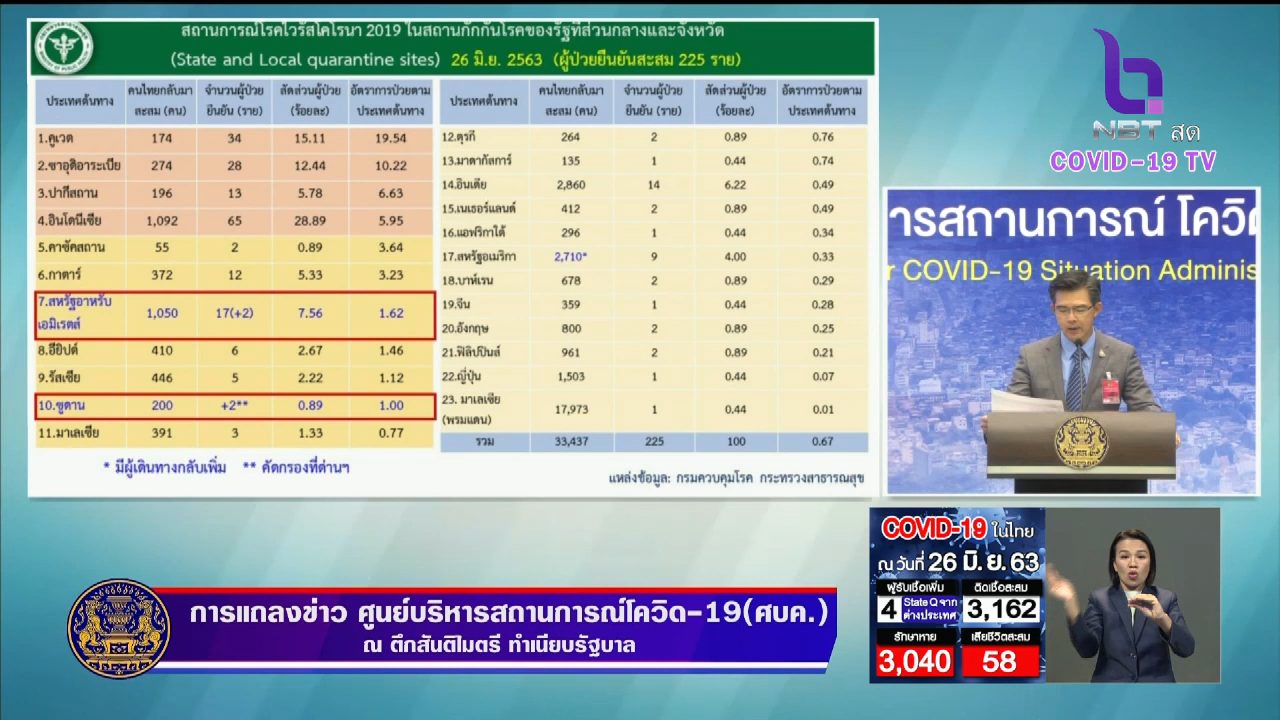 สถานการณ์โรคไวรัสโคโรนา 2019 ในสถานกักกันโรคของรัฐที่ส่วนกลางและจังหวัด
(State and Local quarantine sites) 26 มิ.ย. 2563 (ผู้ป่วยยืนยันสะสม 225 ราย)
ประเทศต้นทาง คนไทยกลับมาสะสม (คน) จำนวนผู้ป่วยยืนยัน (ราย) สัดส่วนผู้ป่วย (ร้อยละ) อัตราการป่วยตามประเทศต้นทาง
1.คูเวต 174 34 15.11 19.54
2.ซาอุดิอาระเบีย 274 28 12.44 10.22
3.ปากีสถาน 196 13 5.78 6.63
4.อินโดนีเซีย 1,092 65 28.89 5.95
5.คาซัคสถาน 55 2 0.89 3.64
6.กาตาร์ 372 12 5.33 3.23
7.สหรัฐอาหรับ
เอมิเรตส์ 1,050 17(+2) 7.56 1.62
8.อียิปต์ 410 6 2.67 1.46
9.รัสเซีย 446 5 2.22 1.12
10.ซูดาน 200 +2** 0.89 1.00
11.มาเลเซีย 391 3 1.33 0.77
* มีผู้เดินทางกลับเพิ่ม ** คัดกรองที่ด่านฯ
ประเทศต้นทาง คนไทยกลับมาสะสม (คน) จำนวนผู้ป่วยยืนยัน (ราย) สัดส่วนผู้ป่วย (ร้อยละ) อัตราการป่วยตามประเทศต้นทาง
12.ตุรกี 264 2 0.89 0.76
13.มาดากัสการ์ 135 1 0.44 0.74
14.อินเดีย 2,860 14 6.22 0.49
15.เนเธอร์แลนด์ 412 2 0.89 0.49
16.แอฟริกาใต้ 296 1 0.44 0.34
17.สหรัฐอเมริกา 2,710* 9 4.00 0.33
18.บาห์เรน 678 2 0.89 0.29
19.จีน 359 1 0.44 0.28
20.อังกฤษ 800 2 0.89 0.25
21.ฟิลิปปินส์ 961 2 0.89 0.21
22.ญี่ปุ่น 1,503 1 0.44 0.07
23. มาเลเซีย
(พรมแดน) 17,973 1 0.44 0.01
รวม 33,437 225 100 0.67
แหล่งข้อมูล: กรมควบคุมโรค กระทรวงสาธารณสุข
NBT สด
COVID-19 TV
ารสถานการณ์ โควิด
r COVID-19 Situation Adminis
COVID-19 ในไทย
ณ วันที่ 26 มิ.ย. 63
ผู้รับเชื้อเพิ่ม ติดเชื้อสะสม
4 State Q จากต่างประเทศ 3,162
รักษาหาย เสียชีวิตสะสม
3,040 58
การแถลงข่าว ศูนย์บริหารสถานการณ์โควิด-19(ศบค.)
ณ ตึกสันติไมตรี ทำเนียบรัฐบาล